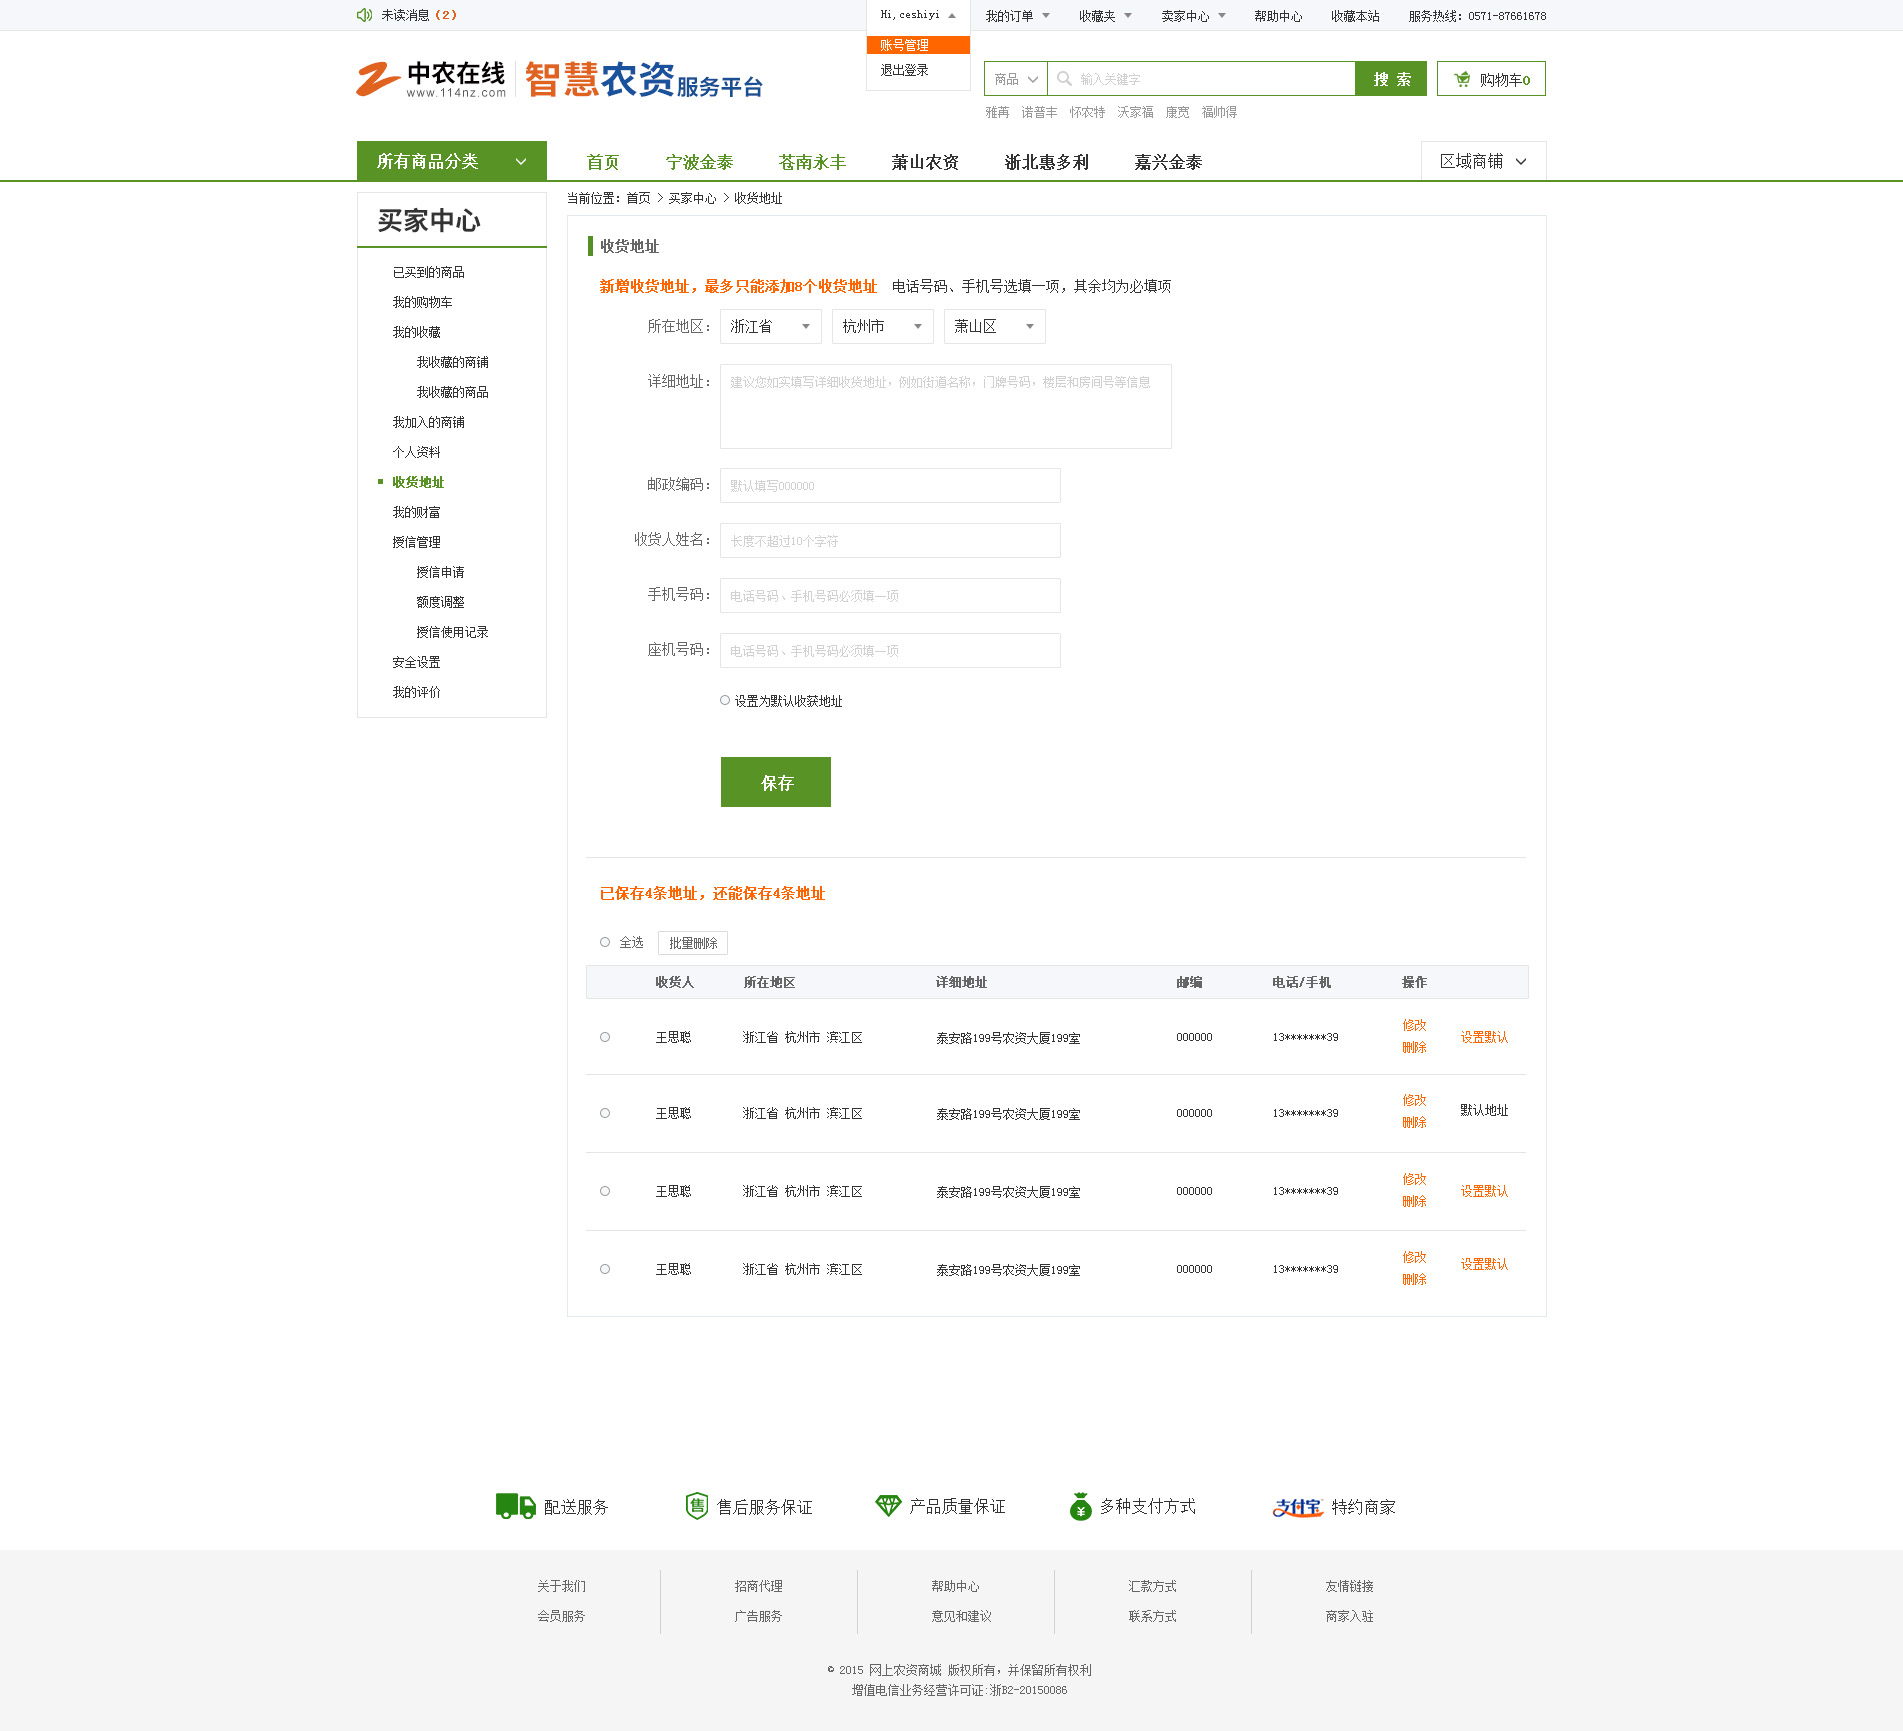 未读消息（2）
Hi,ceshiyi
我的订单 收藏夹 卖家中心 帮助中心 收藏本站 服务热线：0571-87661678
账号管理
退出登录
中农在线
www.114nz.com
智慧农资服务平台
商品 输入关键字 搜 索 购物车0
雅苒 诺普丰 怀农特 沃家福 康宽 福帅得
所有商品分类 首页 宁波金泰 苍南永丰 萧山农资 浙北惠多利 嘉兴金泰 区域商铺
买家中心
已买到的商品
我的购物车
我的收藏
我收藏的商铺
我收藏的商品
我加入的商铺
个人资料
收货地址
我的财富
授信管理
授信申请
额度调整
授信使用记录
安全设置
我的评价
当前位置：首页 > 买家中心 > 收货地址
收货地址
新增收货地址，最多只能添加8个收货地址 电话号码、手机号选填一项，其余均为必填项
所在地区： 浙江省 杭州市 萧山区
详细地址： 建议您如实填写详细收货地址，例如街道名称，门牌号码，楼层和房间号等信息
邮政编码： 默认填写000000
收货人姓名： 长度不超过10个字符
手机号码： 电话号码、手机号码必须填一项
座机号码： 电话号码、手机号码必须填一项
设置为默认收获地址
保存
已保存4条地址，还能保存4条地址
全选 批量删除
收货人 所在地区 详细地址 邮编 电话/手机 操作
王思聪 浙江省 杭州市 滨江区 泰安路199号农资大厦199室 000000 13*******39 修改 删除 设置默认
王思聪 浙江省 杭州市 滨江区 泰安路199号农资大厦199室 000000 13*******39 修改 删除 默认地址
王思聪 浙江省 杭州市 滨江区 泰安路199号农资大厦199室 000000 13*******39 修改 删除 设置默认
王思聪 浙江省 杭州市 滨江区 泰安路199号农资大厦199室 000000 13*******39 修改 删除 设置默认
配送服务 售 售后服务保证 产品质量保证 ¥ 多种支付方式 支付宝 特约商家
关于我们 招商代理 帮助中心 汇款方式 友情链接
会员服务 广告服务 意见和建议 联系方式 商家入驻
© 2015 网上农资商城 版权所有，并保留所有权利
增值电信业务经营许可证:浙B2-20150086